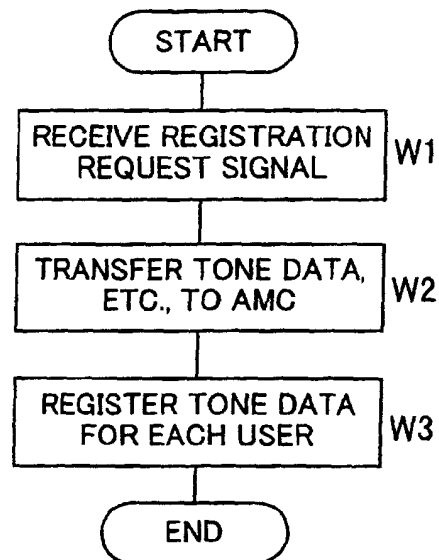 START
RECEIVE REGISTRATION
REQUEST SIGNAL
W1
TRANSFER TONE DATA,
ETC., TO AMC
W2
REGISTER TONE DATA
FOR EACH USER
W3
END